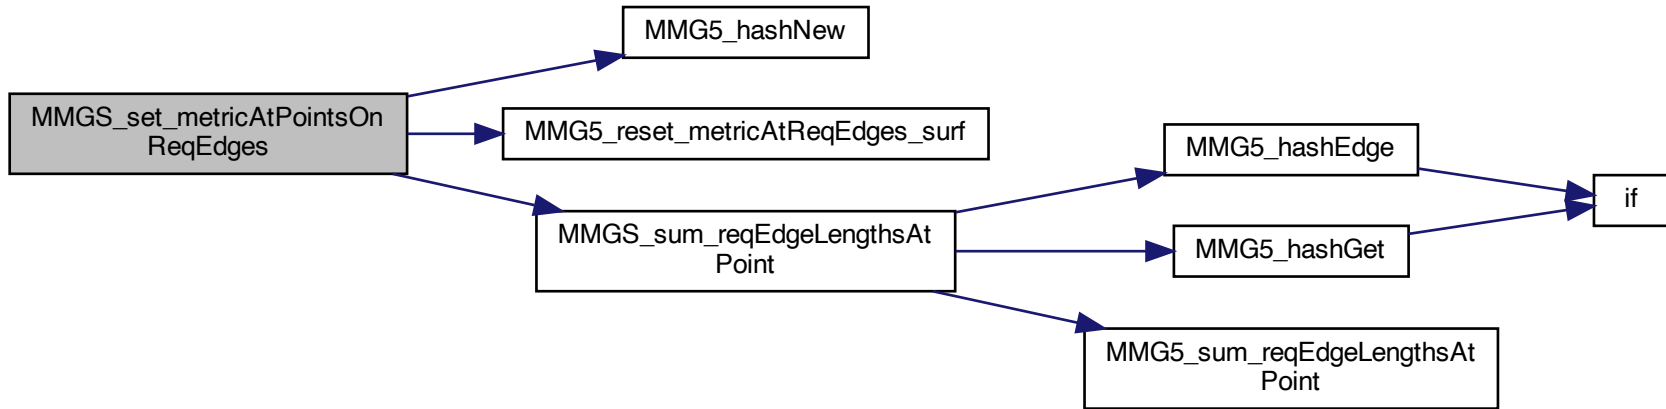 MMG5_hashNew
MMGS_set_metricAtPointsOn
ReqEdges
MMG5_reset_metricAtReqEdges_surf
MMGS_sum_reqEdgeLengthsAt
Point
MMG5_hashEdge
MMG5_hashGet
MMG5_sum_reqEdgeLengthsAt
Point
if